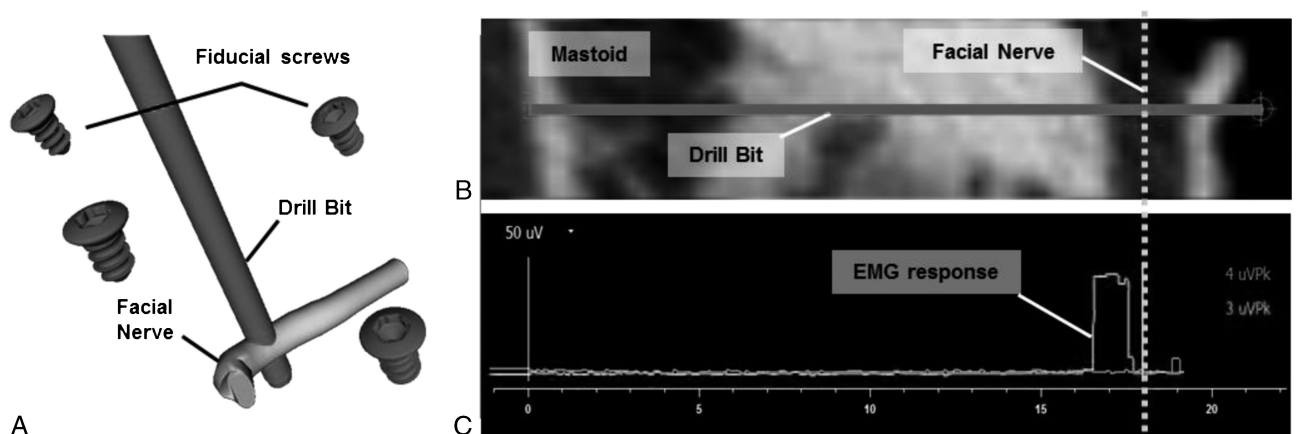 Fiducial screws
Drill Bit
Facial
Nerve
A
Mastoid
Facial Nerve
Drill Bit
B
50 uV
EMG response
4 uVPk
3 uVPk
0 5 10 15 20
C